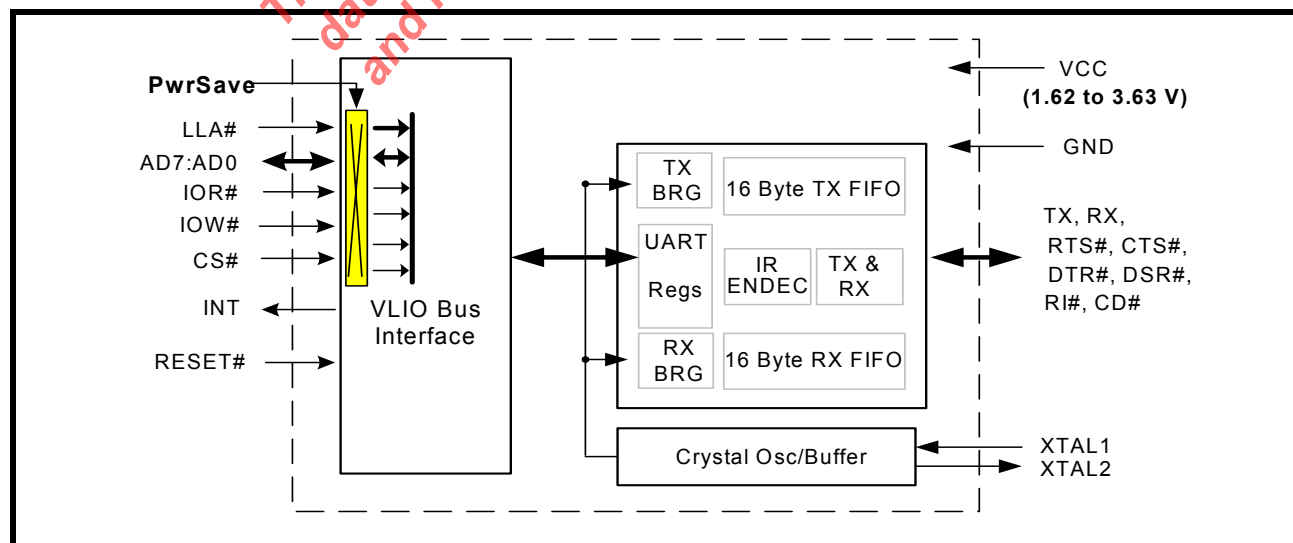 and
PwrSave
LLA#
AD7:AD0
IOR#
IOW#
CS#
INT
RESET#
VLIO Bus
Interface
TX
BRG
16 Byte TX FIFO
UART
Regs
IR
ENDEC
TX &
RX
RX
BRG
16 Byte RX FIFO
Crystal Osc/Buffer
VCC
(1.62 to 3.63 V)
GND
TX, RX,
RTS#, CTS#,
DTR#, DSR#,
RI#, CD#
XTAL1
XTAL2